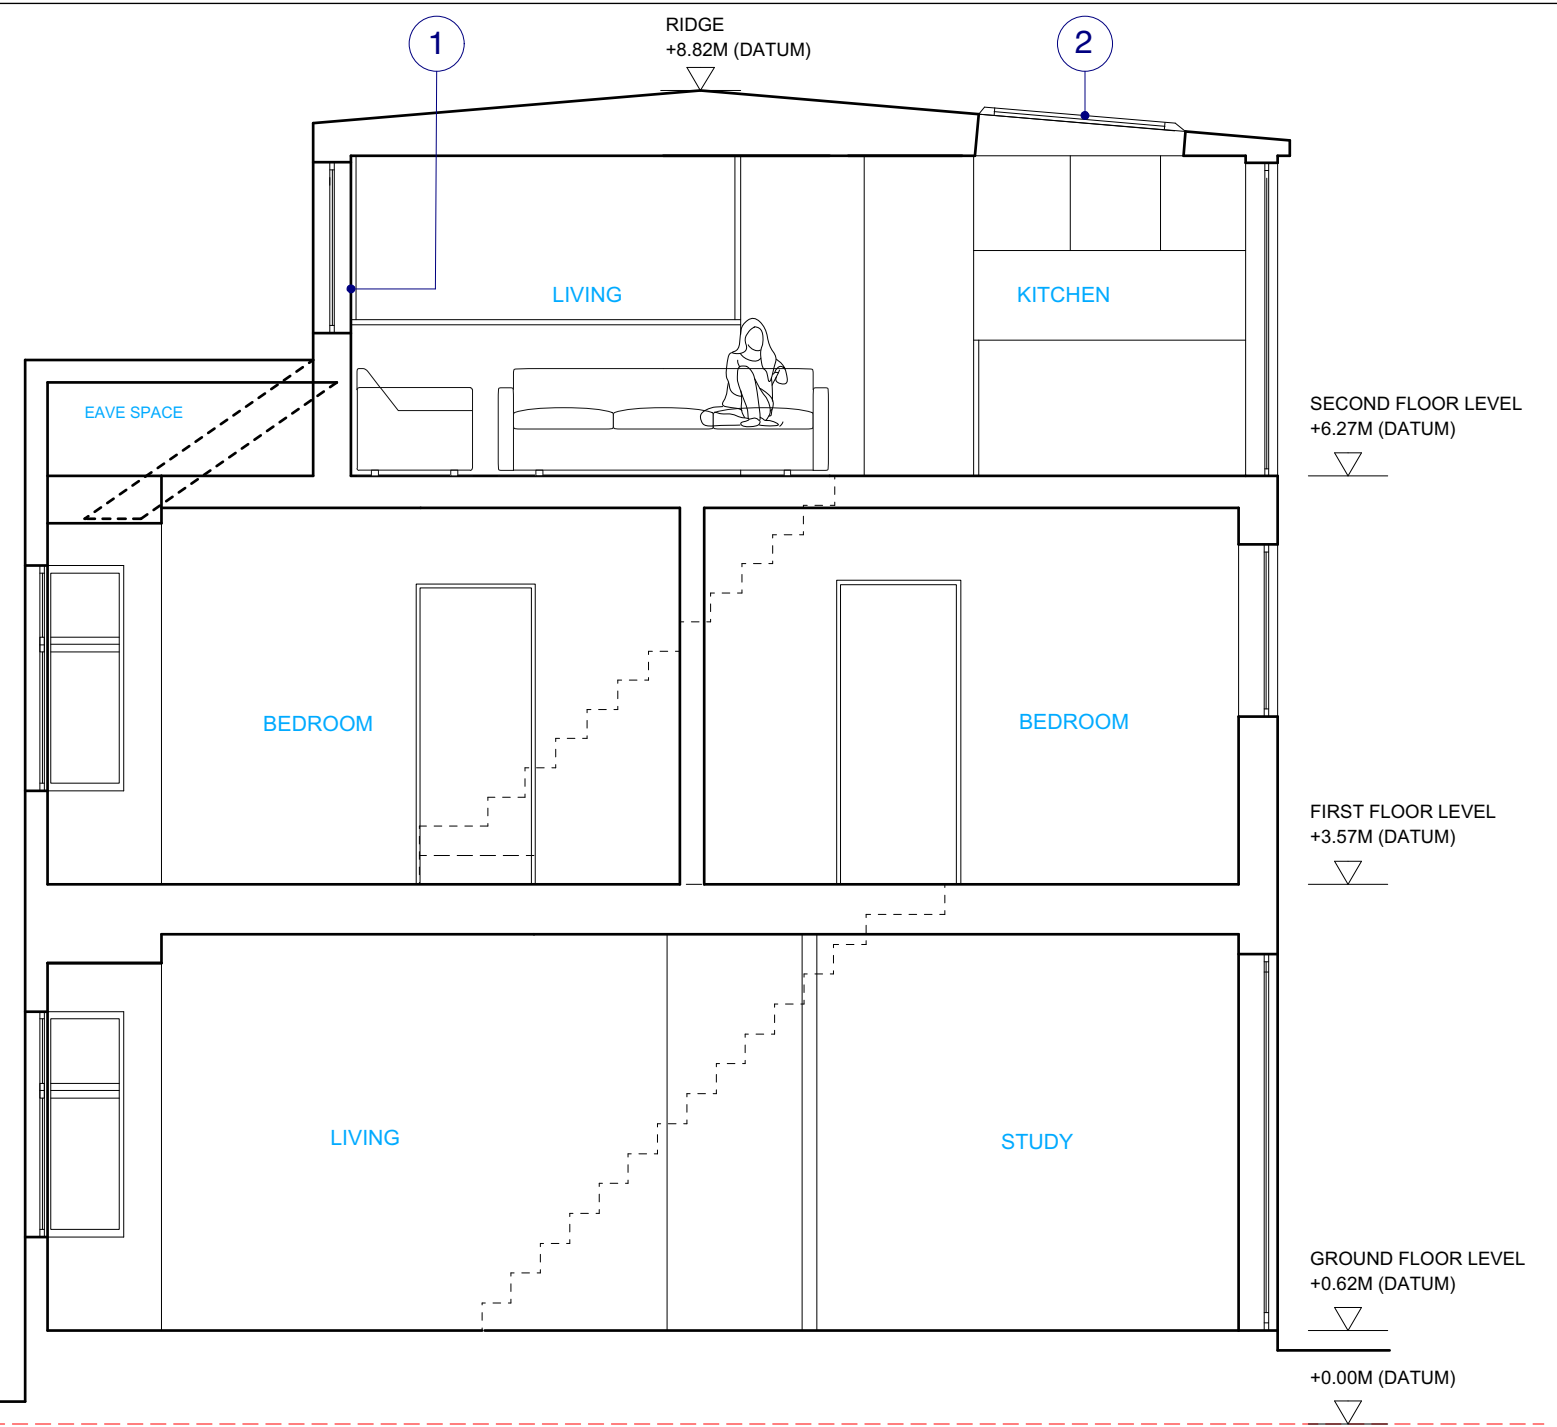 1
RIDGE
+8.82M (DATUM)
2
LIVING
KITCHEN
EAVE SPACE
SECOND FLOOR LEVEL
+6.27M (DATUM)
BEDROOM
BEDROOM
FIRST FLOOR LEVEL
+3.57M (DATUM)
LIVING
STUDY
GROUND FLOOR LEVEL
+0.62M (DATUM)
+0.00M (DATUM)